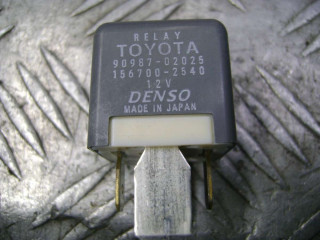 RELAY
TOYOTA
90987-02025
156700-2540
12V
DENSO
MADE IN JAPAN